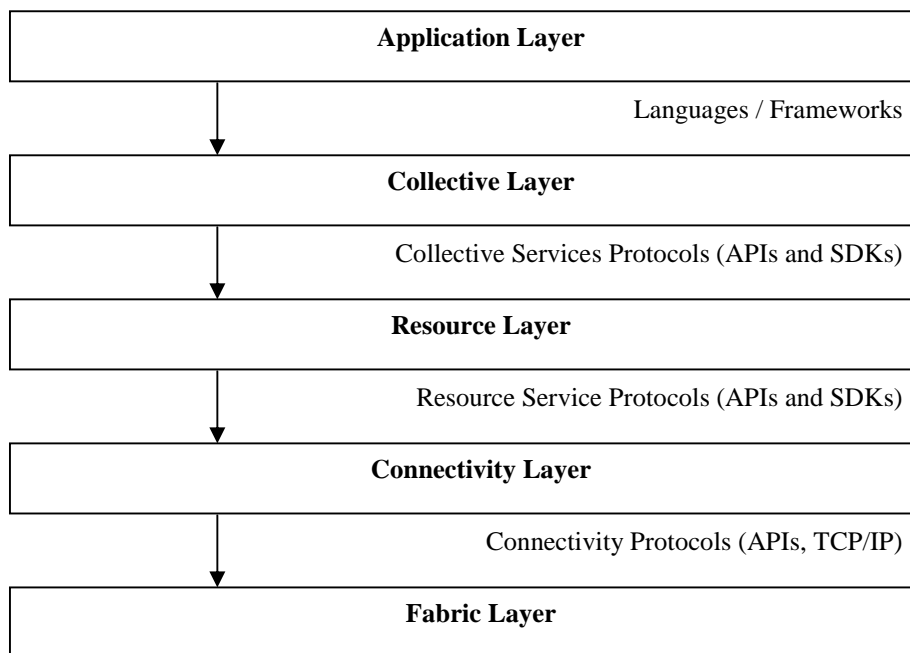 Application Layer
Languages / Frameworks
Collective Layer
Collective Services Protocols (APIs and SDKs)
Resource Layer
Resource Service Protocols (APIs and SDKs)
Connectivity Layer
Connectivity Protocols (APIs, TCP/IP)
Fabric Layer